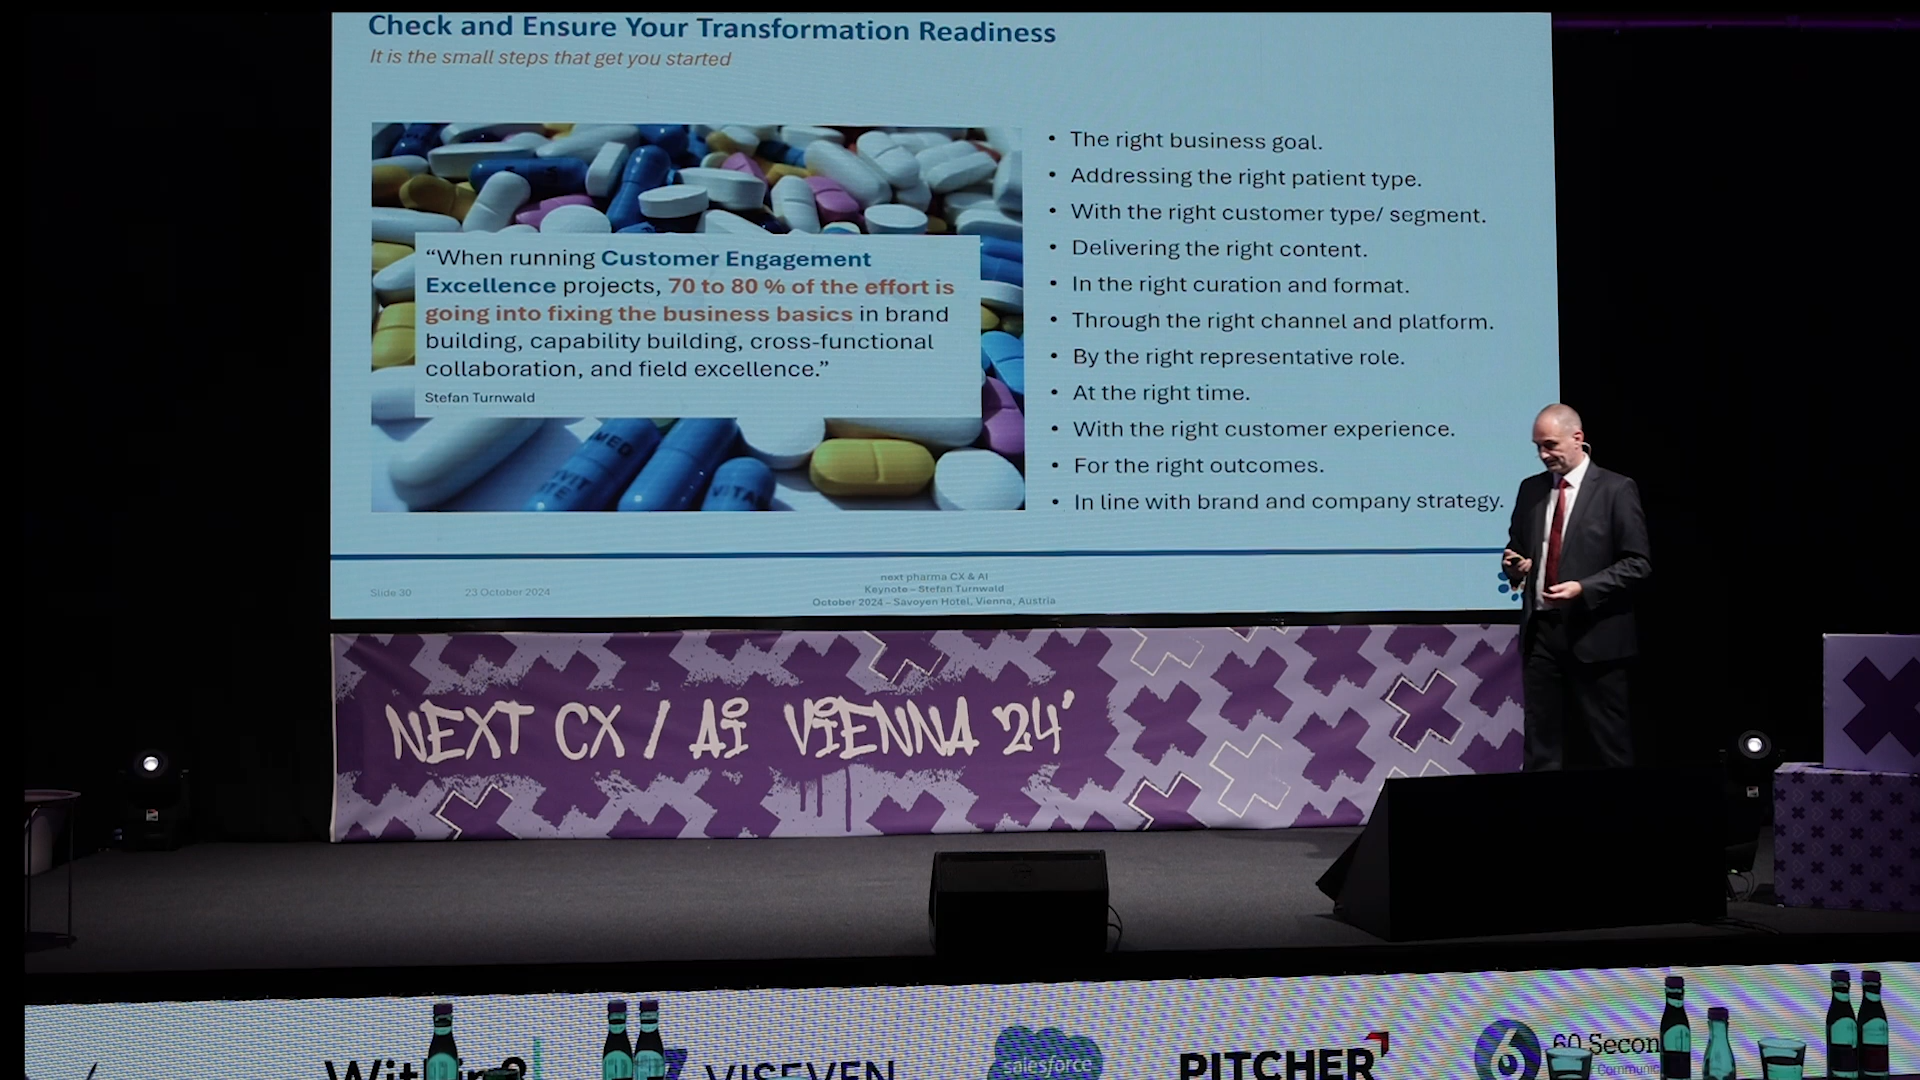 Check and Ensure Your Transformation Readiness
It is the small steps that get you started
“When running Customer Engagement
Excellence projects, 70 to 80 % of the effort is
going into fixing the business basics in brand
building, capability building, cross-functional
collaboration, and field excellence.”
Stefan Turnwald
• The right business goal.
• Addressing the right patient type.
• With the right customer type/ segment.
• Delivering the right content.
• In the right curation and format.
• Through the right channel and platform.
• By the right representative role.
• At the right time.
• With the right customer experience.
• For the right outcomes.
• In line with brand and company strategy.
Slide 30
23 October 2024
next pharma CX & AI
Keynote – Stefan Turnwald
October 2024 – Savoyen Hotel, Vienna, Austria
NEXT CX / Ai ViENNA '24'
VISEVEN
salesforce
PITCHER
6
60 Secon